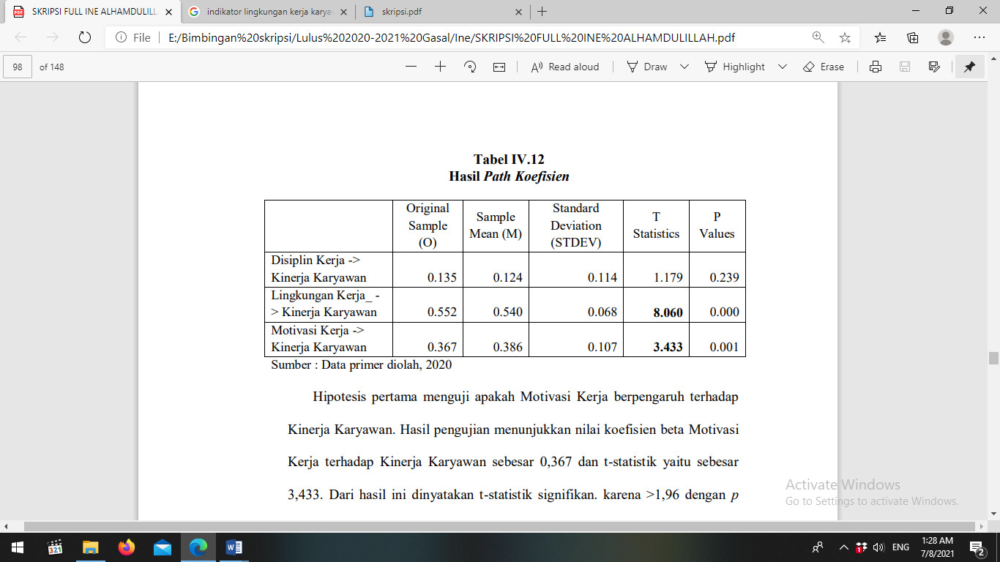 SKRIPSI FULL INE ALHAMDULILL
indikator lingkungan kerja karya
skripsi.pdf
File
E:/Bimbingan%20skripsi/Lulus%202020-2021%20Gasal/Ine/SKRIPSI%20FULL%20INE%20ALHAMDULILLAH.pdf
98 of 148
Read aloud
Draw
Highlight
Erase
Tabel IV.12
Hasil Path Koefisien
Original Sample (O) Sample Mean (M) Standard Deviation (STDEV) T Statistics P Values
Disiplin Kerja -> Kinerja Karyawan 0.135 0.124 0.114 1.179 0.239
Lingkungan Kerja_ -> Kinerja Karyawan 0.552 0.540 0.068 8.060 0.000
Motivasi Kerja -> Kinerja Karyawan 0.367 0.386 0.107 3.433 0.001
Sumber : Data primer diolah, 2020
Hipotesis pertama menguji apakah Motivasi Kerja berpengaruh terhadap
Kinerja Karyawan. Hasil pengujian menunjukkan nilai koefisien beta Motivasi
Kerja terhadap Kinerja Karyawan sebesar 0,367 dan t-statistik yaitu sebesar
3,433. Dari hasil ini dinyatakan t-statistik signifikan. karena >1,96 dengan p
Activate Windows
Go to Settings to activate Windows.
ENG
1:28 AM
7/8/2021
2